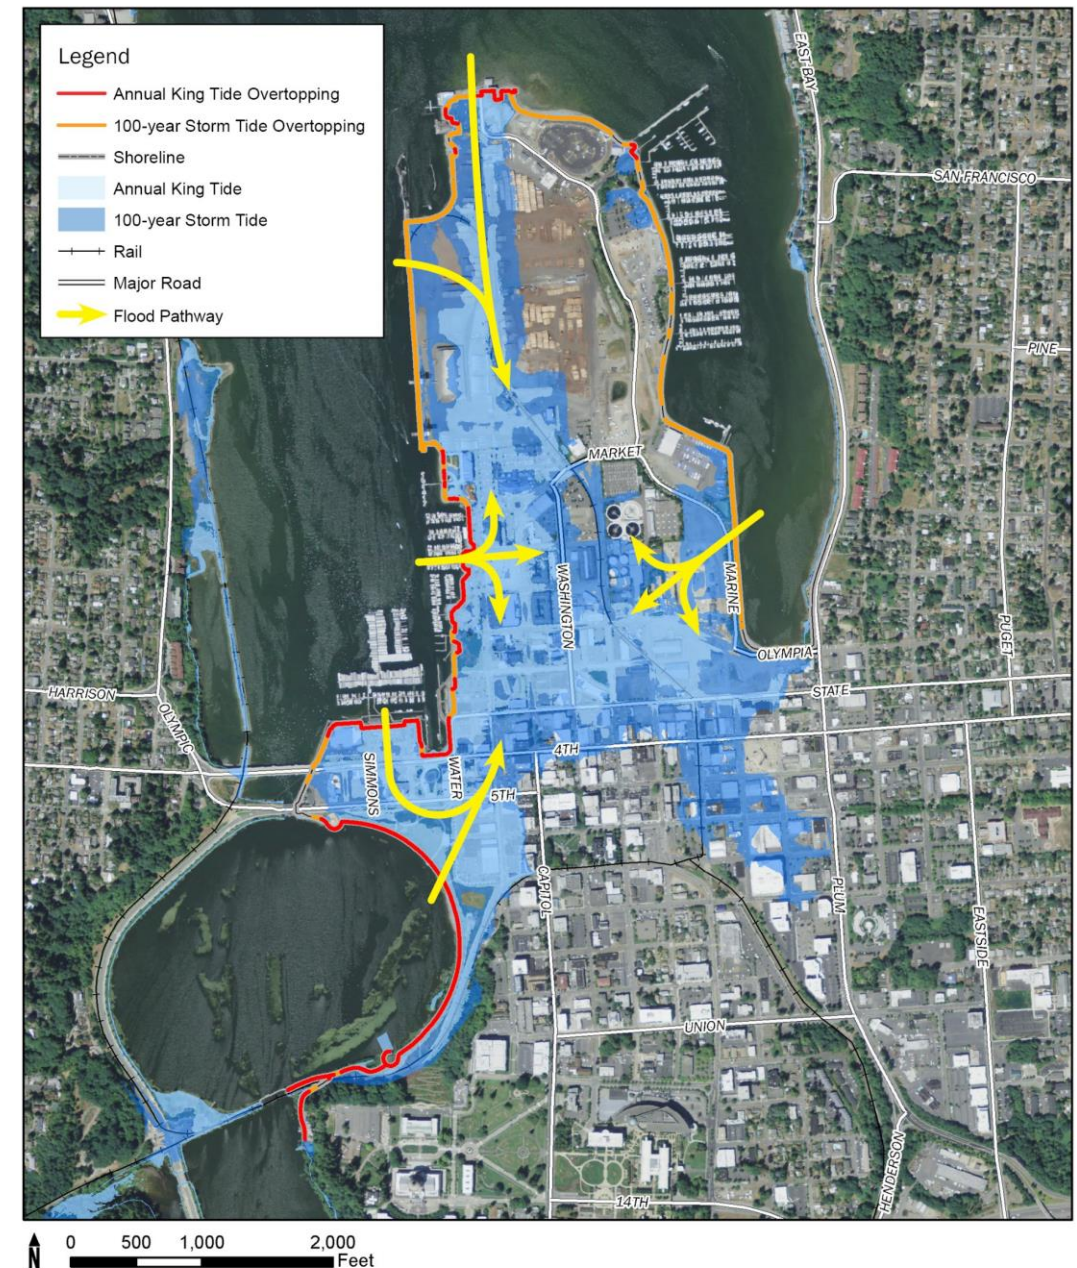 Legend
Annual King Tide Overtopping
100-year Storm Tide Overtopping
Shoreline
Annual King Tide
100-year Storm Tide
Rail
Major Road
Flood Pathway
EAST BAY
SAN FRANCISCO
PINE
MARKET
WASHINGTON
MARINE
PUGET
OLYMPIA
HARRISON
OLYMPIC
STATE
4TH
SIMMONS
WATER
5TH
CAPITOL
PLUM
EASTSIDE
UNION
HENDERSON
14TH
N
0 500 1,000 2,000
Feet